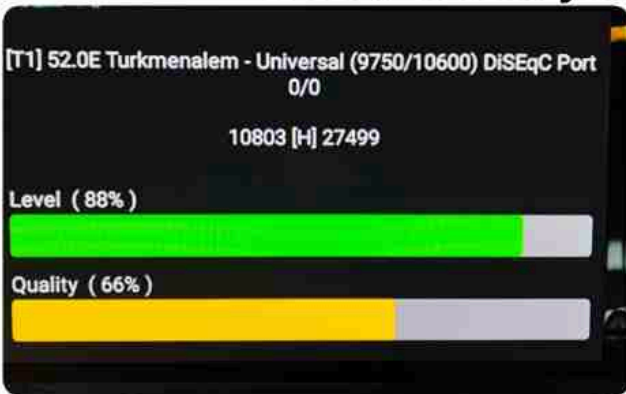 [T1] 52.0E Turkmenalem - Universal (9750/10600) DiSEqC Port
0/0
10803 [H] 27499
Level ( 88% )
Quality ( 66% )